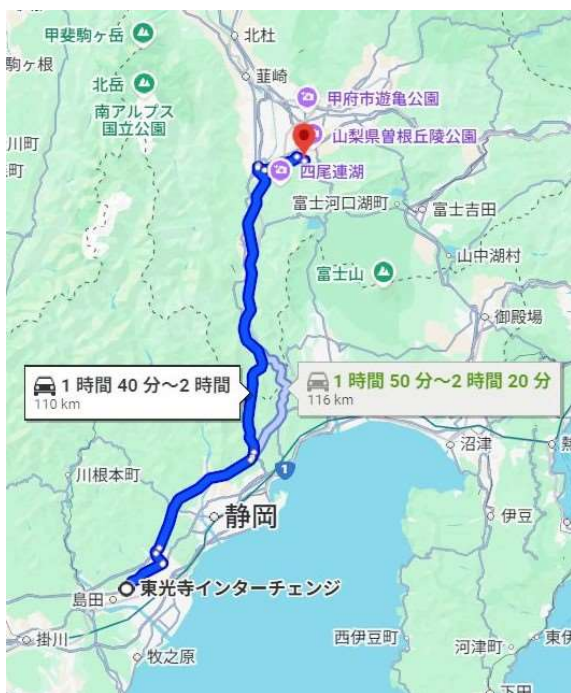 甲斐駒ヶ岳
北杜
駒ヶ根
北岳
韮崎
甲府市遊亀公園
南アルプス
国立公園
川町
山梨県曽根丘陵公園
四尾連湖
富士河口湖町
富士吉田
山中湖村
富士山
御殿場
1 時間 40 分～2 時間
110 km
1 時間 50 分～2 時間 20 分
116 km
沼津
川根本町
1
静岡
伊豆
東光寺インターチェンジ
島田
掛川
牧之原
西伊豆町
河津町
東伊
下田